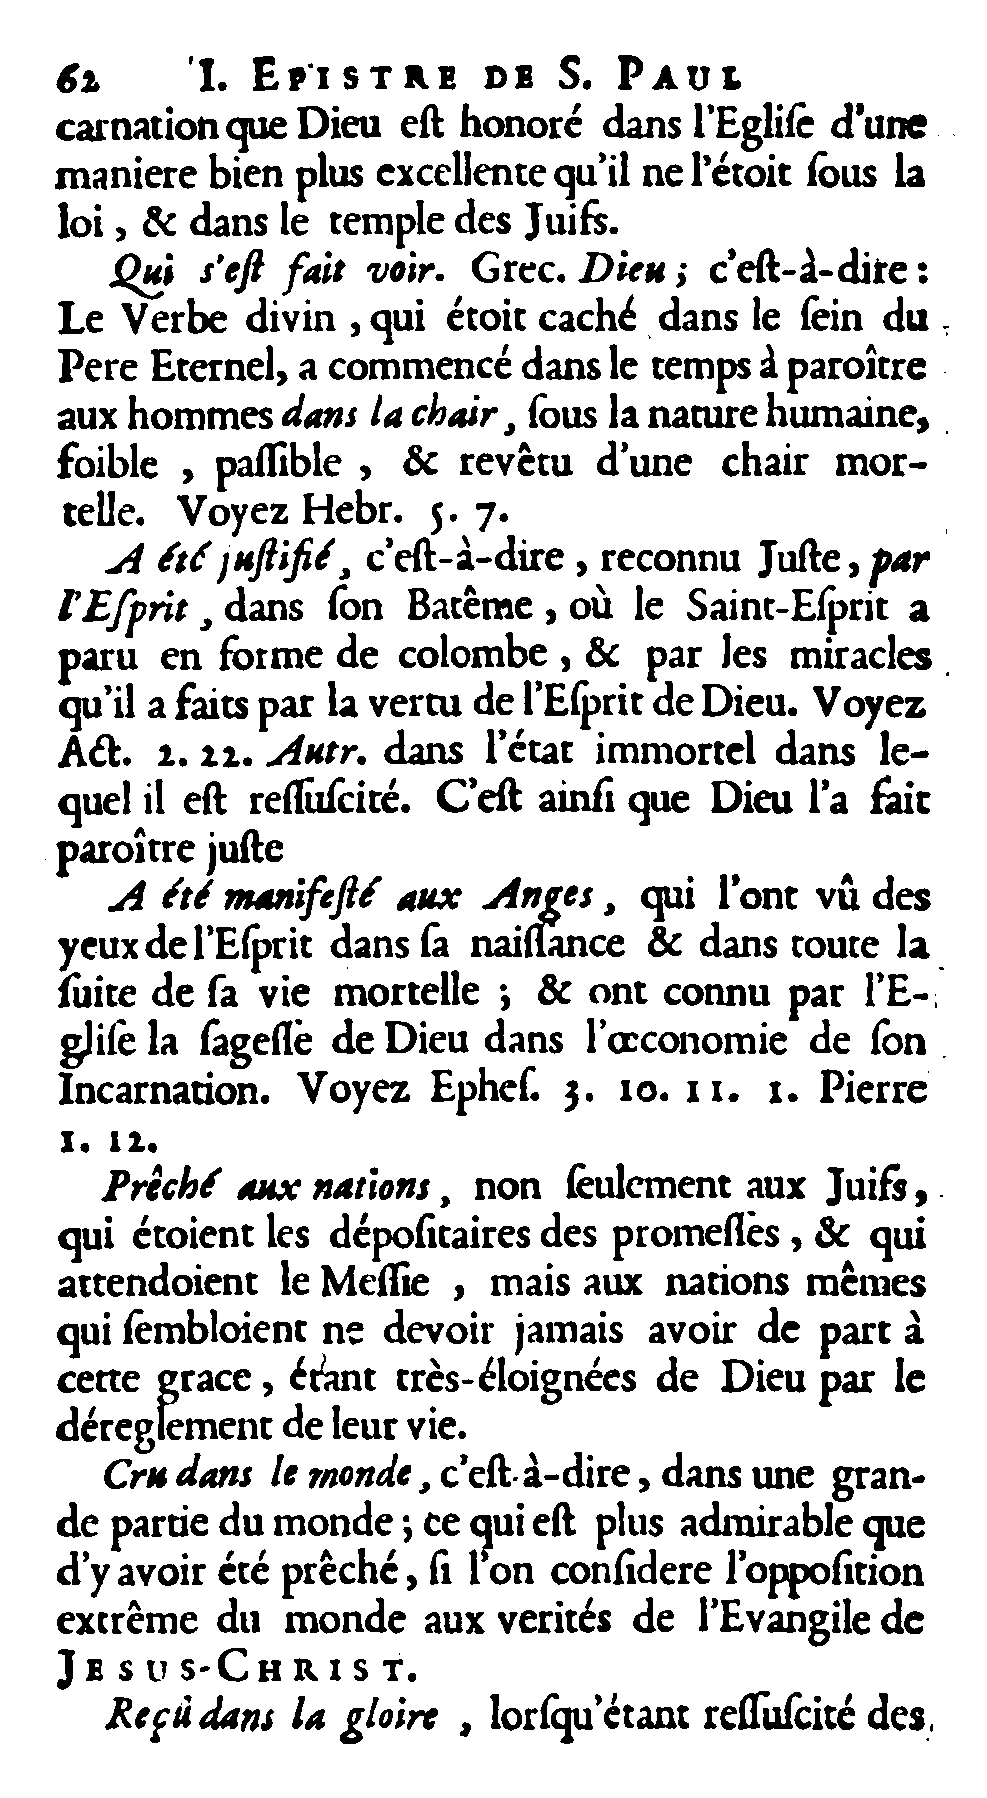 62 I. EPISTRE DE S. PAUL
carnation que Dieu eſt honoré dans l'Egliſe d'une
maniere bien plus excellente qu'il ne l'étoit ſous la
loi, & dans le temple des Juifs.
Qui s'eſt fait voir. Grec. Dieu; c'eſt-à-dire:
Le Verbe divin, qui étoit caché dans le ſein du
Pere Eternel, a commencé dans le temps à paroître
aux hommes dans la chair, ſous la nature humaine,
foible, paſſible, & revêtu d'une chair mor-
telle. Voyez Hebr. 5. 7.
A été juſtifié, c'eſt-à-dire, reconnu Juſte, par
l'Eſprit, dans ſon Batême, où le Saint-Eſprit a
paru en forme de colombe, & par les miracles
qu'il a faits par la vertu de l'Eſprit de Dieu. Voyez
Act. 2. 22. Autr. dans l'état immortel dans le-
quel il eſt reſſuſcité. C'eſt ainſi que Dieu l'a fait
paroître juſte
A été manifeſté aux Anges, qui l'ont vû des
yeux de l'Eſprit dans ſa naiſſance & dans toute la
ſuite de ſa vie mortelle; & ont connu par l'E-
gliſe la ſageſſe de Dieu dans l'œconomie de ſon
Incarnation. Voyez Epheſ. 3. 10. 11. 1. Pierre
1. 12.
Prêché aux nations, non ſeulement aux Juifs,
qui étoient les dépoſitaires des promeſſes, & qui
attendoient le Meſſie, mais aux nations mêmes
qui ſembloient ne devoir jamais avoir de part à
cette grace, étant très-éloignées de Dieu par le
déreglement de leur vie.
Cru dans le monde, c'eſt-à-dire, dans une gran-
de partie du monde; ce qui eſt plus admirable que
d'y avoir été prêché, ſi l'on conſidere l'oppoſition
extrême du monde aux verités de l'Evangile de
JESUS-CHRIST.
Reçû dans la gloire, lorſqu'étant reſſuſcité des